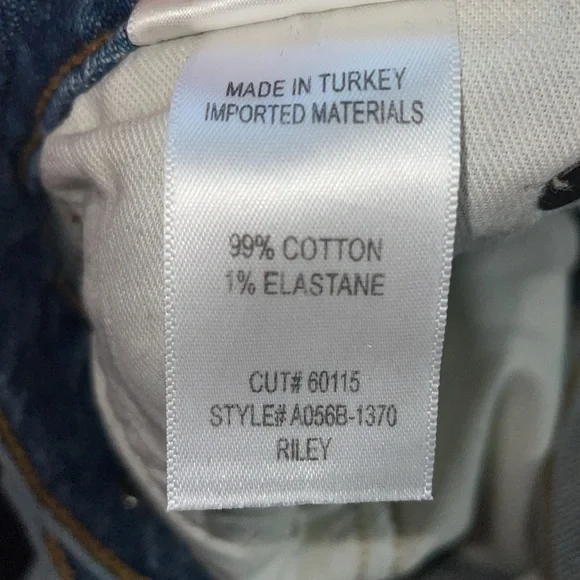 MADE IN TURKEY
IMPORTED MATERIALS
99% COTTON
1% ELASTANE
CUT# 60115
STYLE# A056B-1370
RILEY